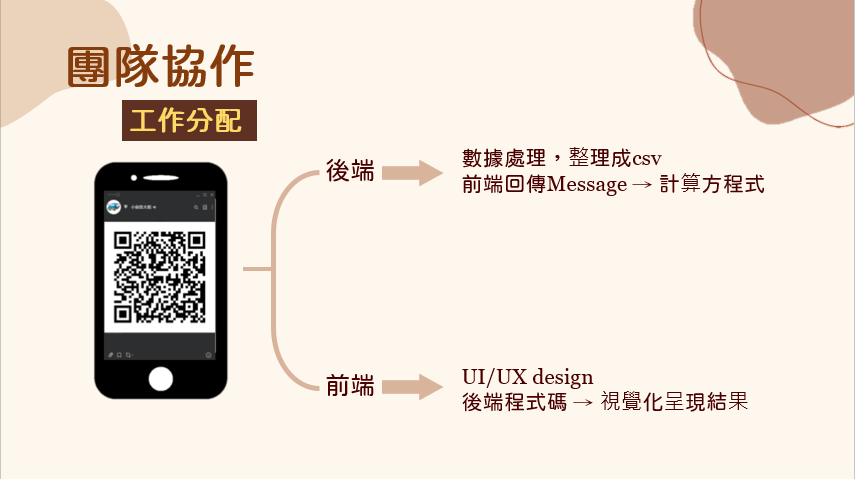 團隊協作
工作分配
後端
數據處理，整理成csv
前端回傳Message → 計算方程式
前端
UI/UX design
後端程式碼 → 視覺化呈現結果